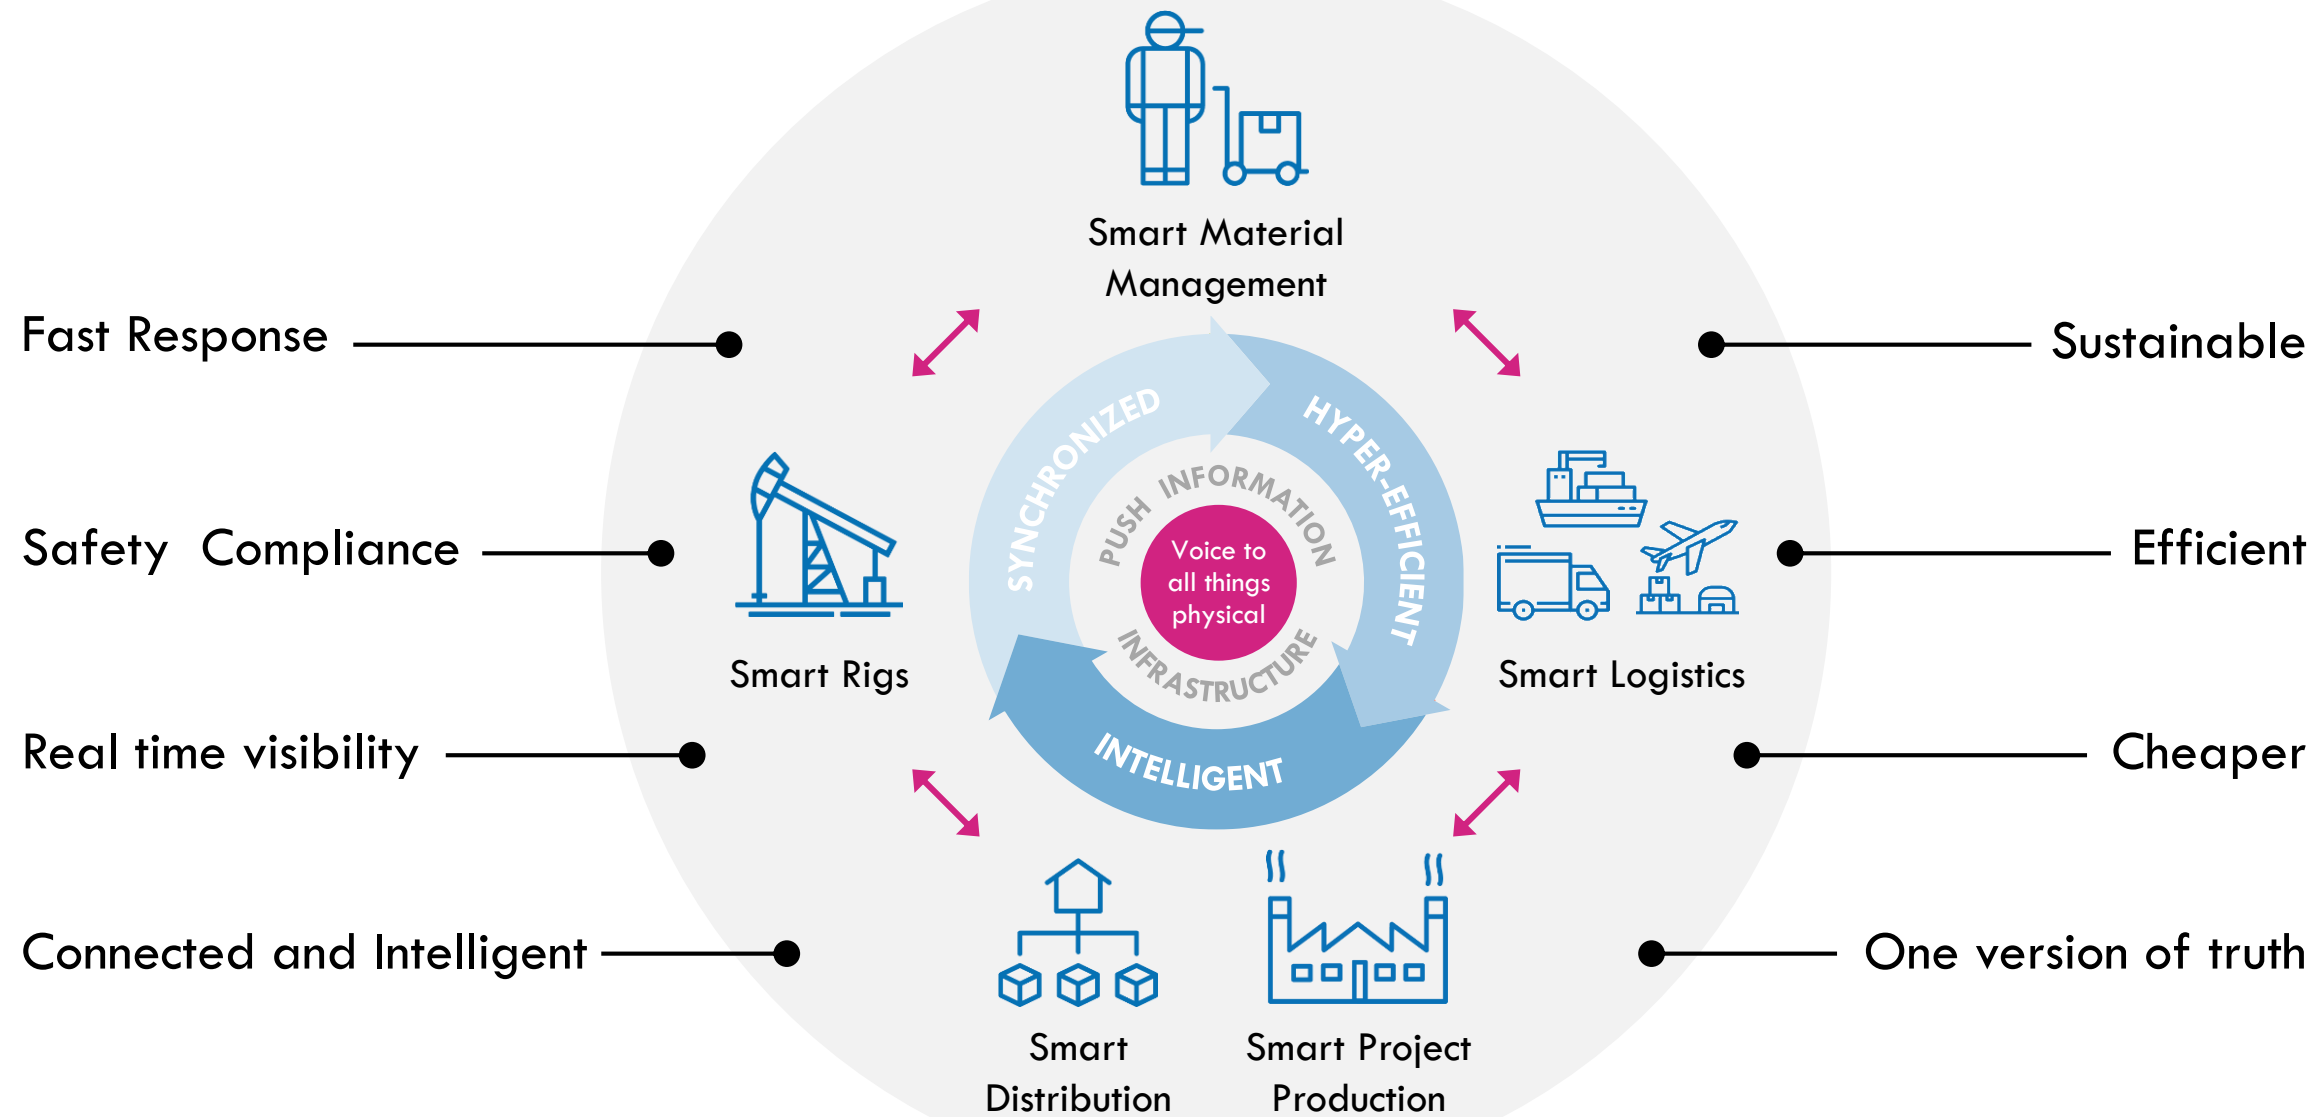 Smart Material
Management
Fast Response
Sustainable
SYNCHRONIZED
HYPER-EFFICIENT
INTELLIGENT
PUSH INFORMATION
INFRASTRUCTURE
Voice to
all things
physical
Safety Compliance
Efficient
Smart Rigs
Smart Logistics
Real time visibility
Cheaper
Connected and Intelligent
One version of truth
Smart
Distribution
Smart Project
Production